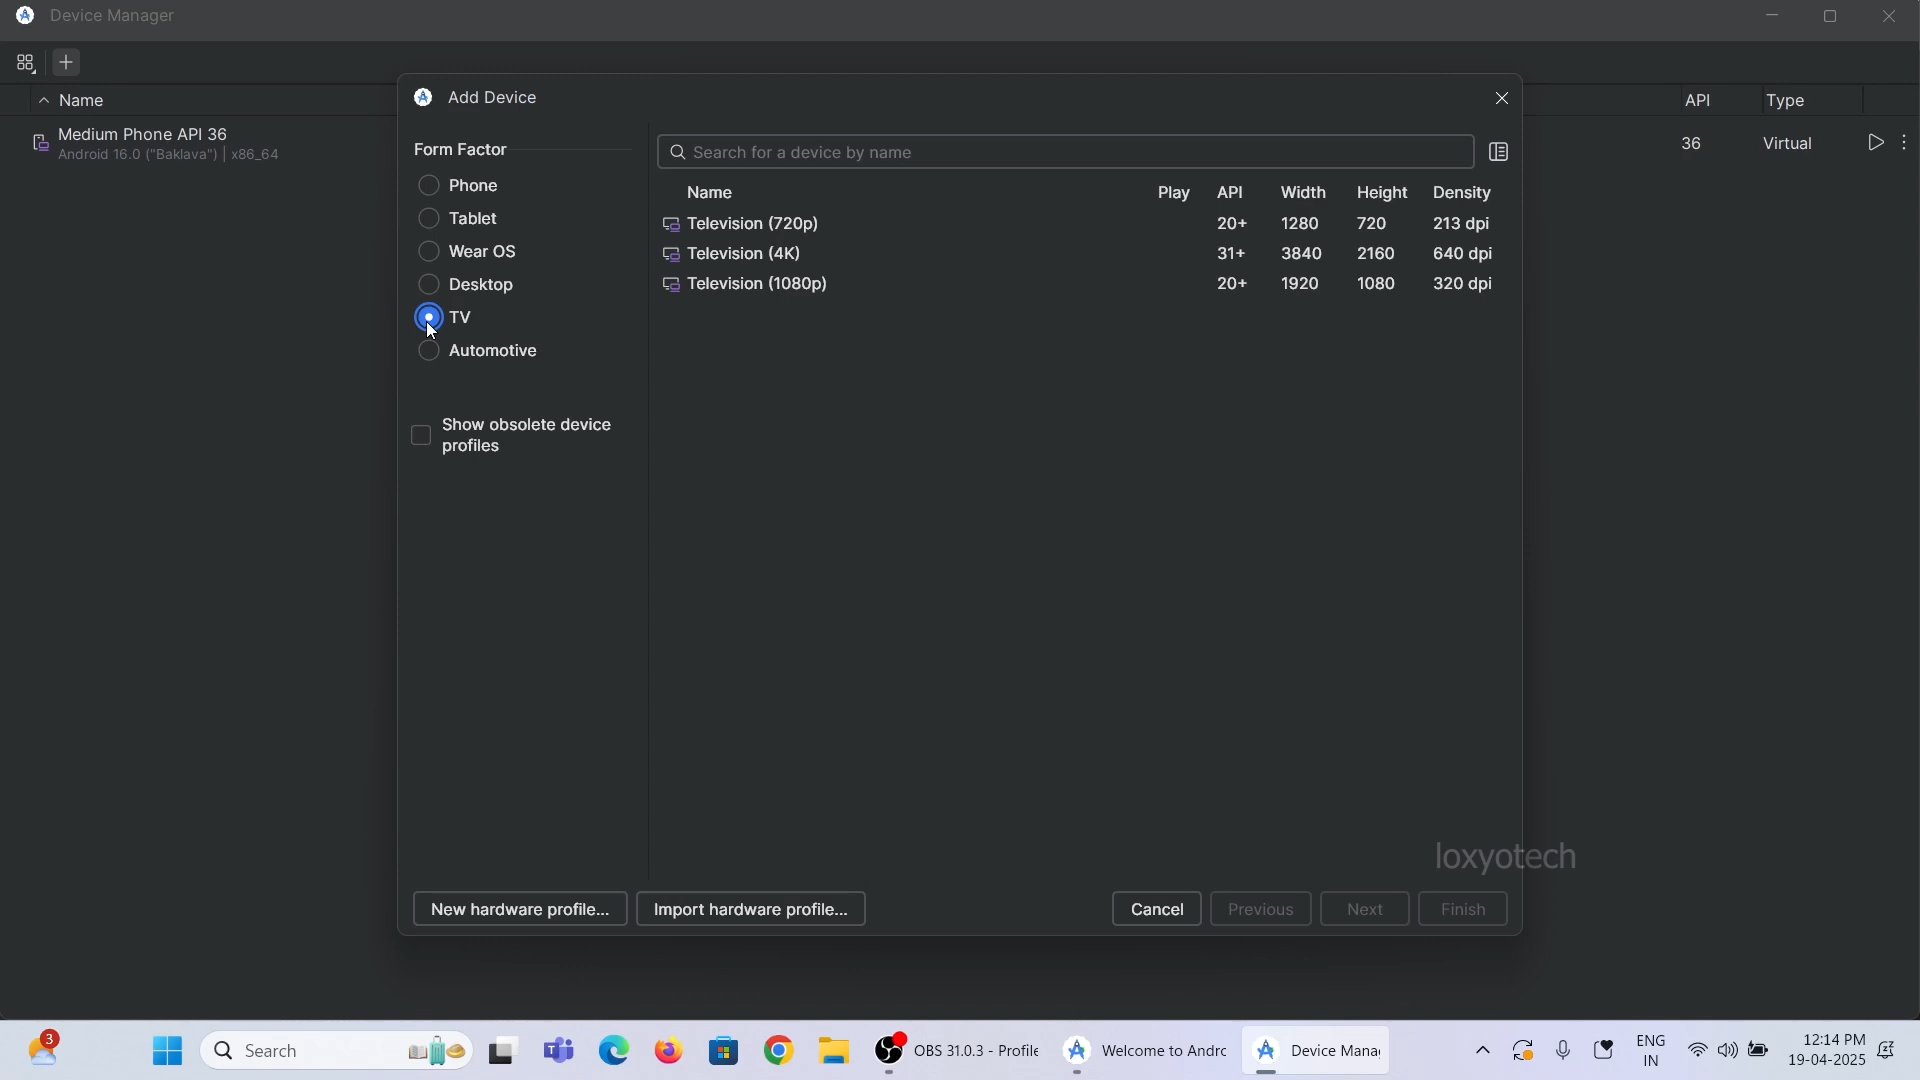 Device Manager
Name
API
Type
Medium Phone API 36
Android 16.0 ("Baklava") | x86_64
36
Virtual
Add Device
Form Factor
Phone
Tablet
Wear OS
Desktop
TV
Automotive
Show obsolete device
profiles
Search for a device by name
Name Play API Width Height Density
Television (720p) 20+ 1280 720 213 dpi
Television (4K) 31+ 3840 2160 640 dpi
Television (1080p) 20+ 1920 1080 320 dpi
loxyotech
New hardware profile...
Import hardware profile...
Cancel
Previous
Next
Finish
3
Search
OBS 31.0.3 - Profile
Welcome to Andro
Device Manag
ENG
IN
12:14 PM
19-04-2025